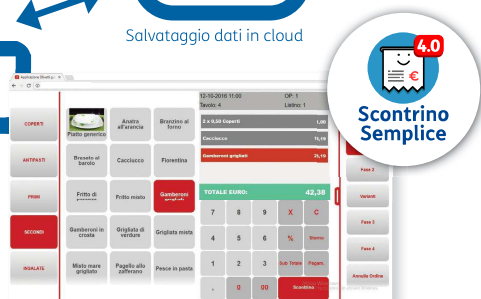 Salvataggio dati in cloud
4.0
Scontrino
Semplice
12-10-2016 11:00 OP: 1
Tavolo: 4 Listino: 1
COPERTI
Piatto generico
Anatra
all'arancia
Branzino al
forno
2 x 0,50 Coperti 1,00
Cacciucco
Gamberoni grigliati
ANTIPASTI
Brasato al
barolo
Cacciucco
Fiorentina
Fase 2
PRIMI
Fritto di
Fritto misto
Gamberoni
grigliati
TOTALE EURO: 42,38
Varianti
7 8 9 X C
Fase 3
SECONDI
Gamberoni in
crosta
Grigliata di
verdure
Grigliata mista
4 5 6 % Storno
Fase 4
INSALATE
Misto mare
grigliato
Pagello allo
zafferano
Pesce in pasta
1 2 3 Sub Totale Pagam.
. 0 00 Scontrino
Annulla Ordine